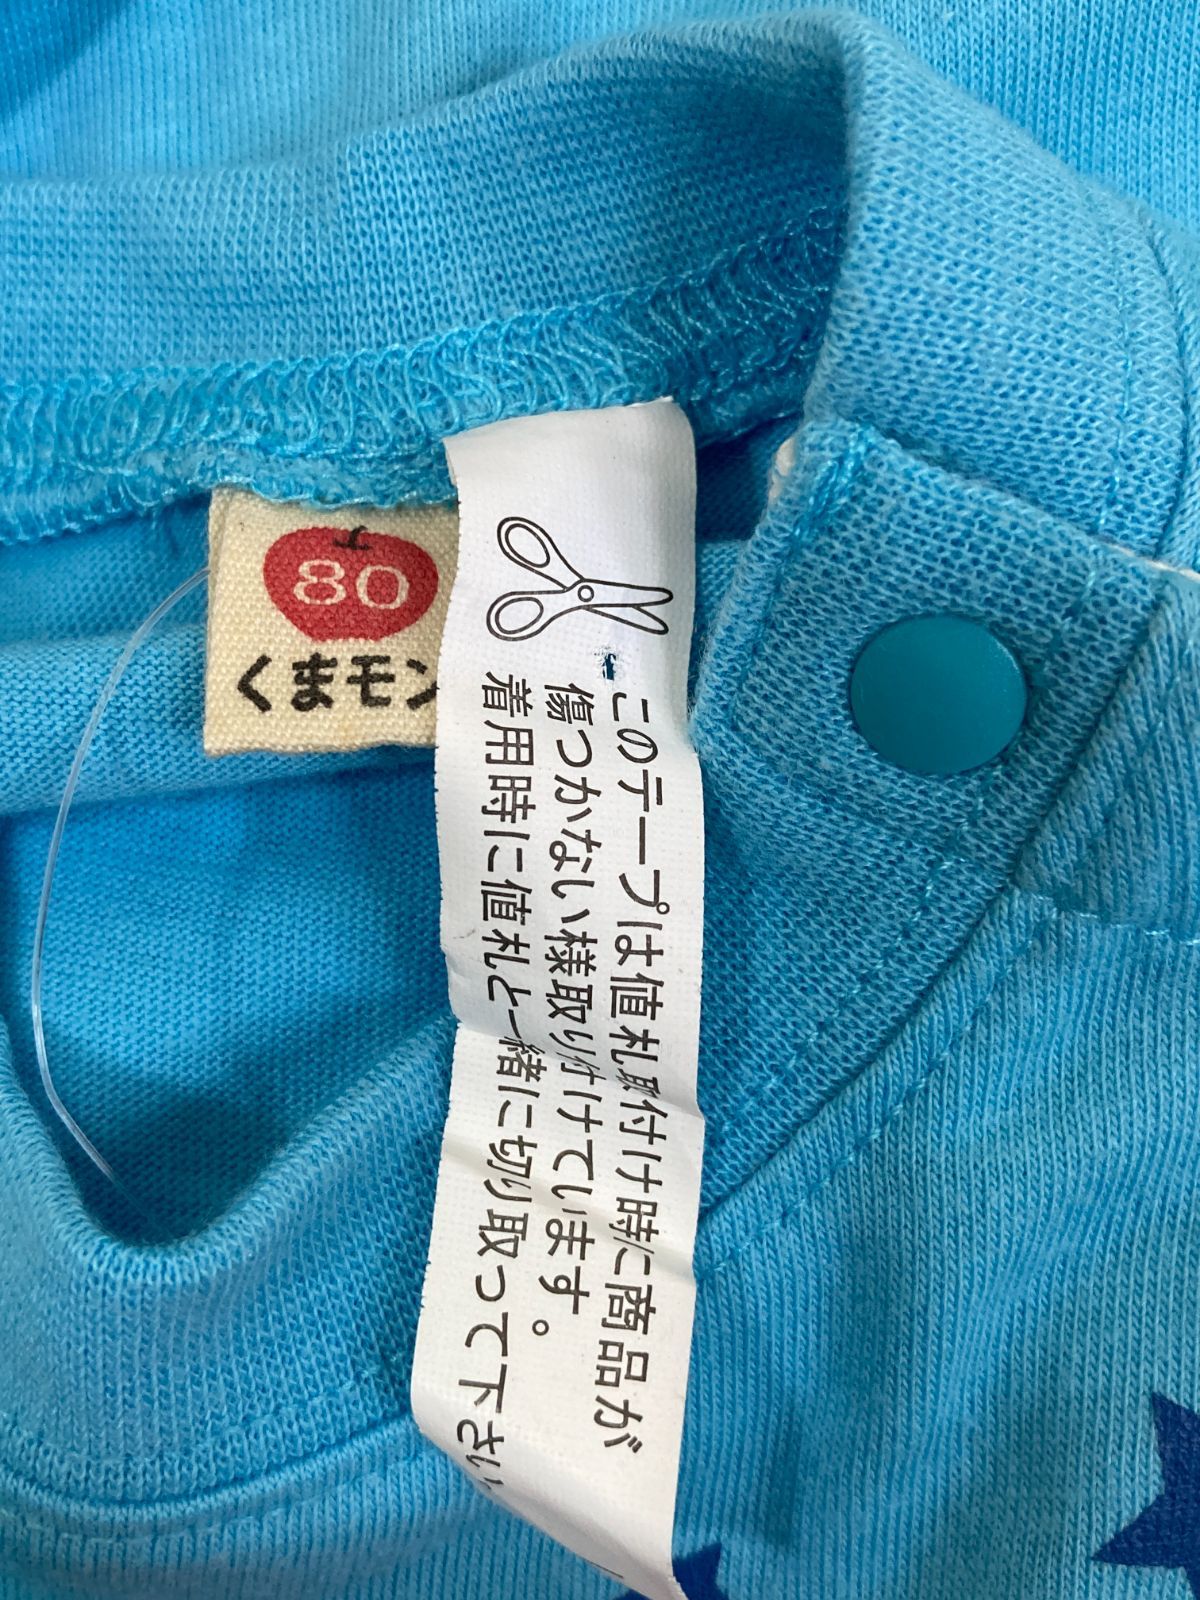 80
くまモン
このテープは値札取付け時に商品が
傷つかない様取り付けています。
着用時に値札と一緒に切り取って下さい